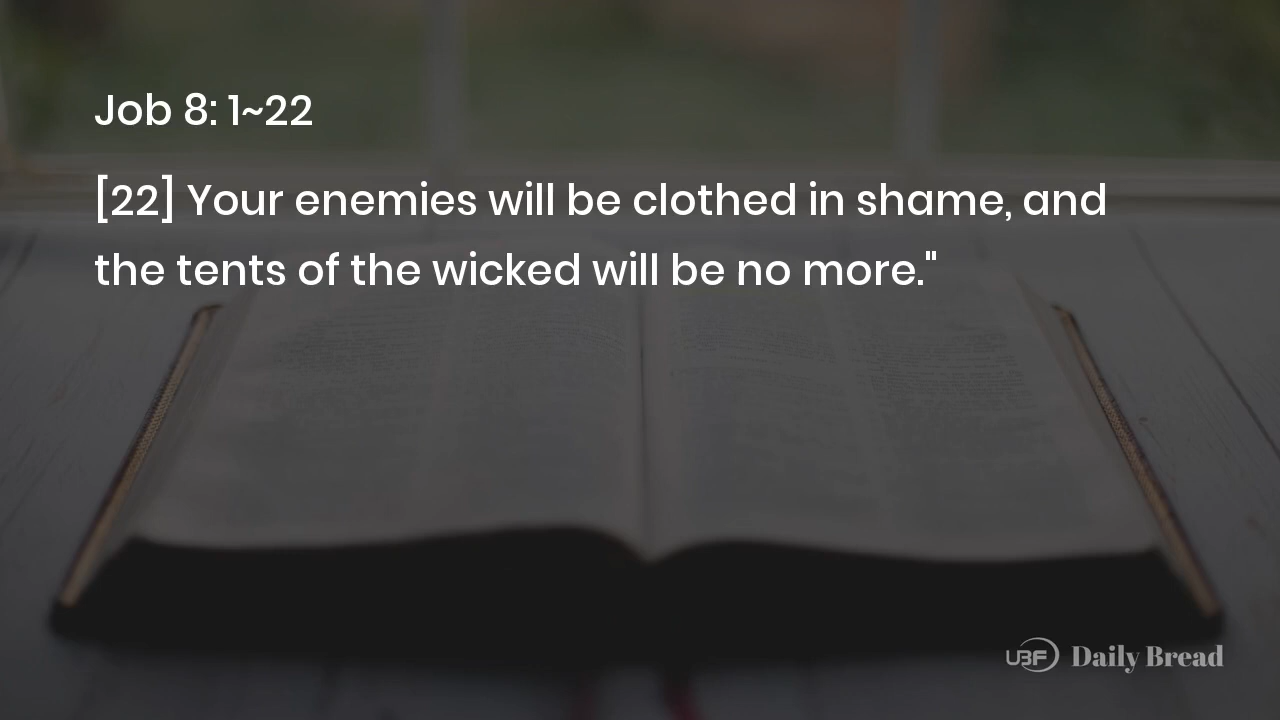 Job 8: 1~22
[22] Your enemies will be clothed in shame, and
the tents of the wicked will be no more."
UBF Daily Bread